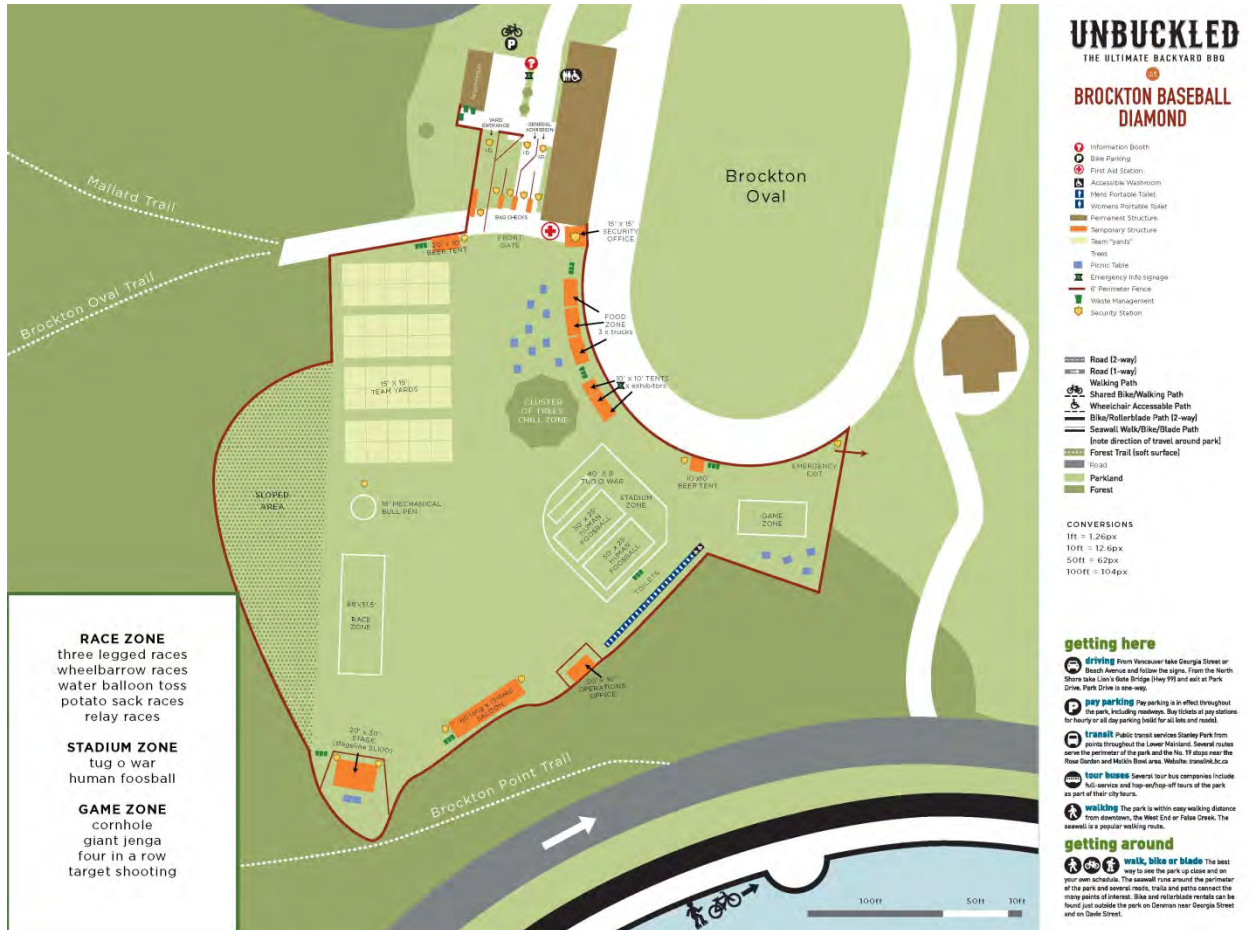 UNBUCKLED
THE ULTIMATE BACKYARD BBQ
AT
BROCKTON BASEBALL
DIAMOND
Information Booth
Bike Parking
First Aid Station
Accessible Washroom
Mens Portable Toilet
Womens Portable Toilet
Permanent Structure
Temporary Structure
Team "yards"
Trees
Picnic Table
Emergency Info signage
6' Perimeter Fence
Waste Management
Security Station
Road (2-way)
Road (1-way)
Walking Path
Shared Bike/Walking Path
Wheelchair Accessable Path
Bike/Rollerblade Path (2-way)
Seawall Walk/Bike/Blade Path
(note direction of travel around park)
Forest Trail (soft surface)
Road
Parkland
Forest
CONVERSIONS
1ft = 1.26px
10ft = 12.6px
50ft = 62px
100ft = 104px
getting here
driving From Vancouver take Georgia Street or
Beach Avenue and follow the signs. From the North
Shore take Lion's Gate Bridge (Hwy 99) and exit at Park
Drive. Park Drive is one-way.
P pay parking Pay parking is in effect throughout
the park, including roadways. Buy tickets at pay stations
for hourly or all day parking (valid for all lots and roads).
transit Public transit services Stanley Park from
points throughout the Lower Mainland. Several routes
serve the perimeter of the park and the No. 19 stops near the
Rose Garden and Malkin Bowl area. Website: translink.bc.ca
tour buses Several tour bus companies include
full-service and hop-on/hop-off tours of the park
as part of their city tours.
walking The park is within easy walking distance
from downtown, the West End or False Creek. The
seawall is a popular walking route.
getting around
walk, bike or blade The best
way to see the park up close and on
your own schedule. The seawall runs around the perimeter
of the park and several roads, trails and paths connect the
many points of interest. Bike and rollerblade rentals can be
found just outside the park on Denman near Georgia Street
and on Davie Street.
P
YARD
ENTRANCE
GENERAL
ADMISSION
I.D.
I.D.
I.D.
BAG CHECKS
FRONT
GATE
15' X 15'
SECURITY
OFFICE
20' x 10'
BEER TENT
Brockton
Oval
Mallard Trail
Brockton Oval Trail
FOOD
ZONE
3 x trucks
10' x 10' TENTS
x exhibitors
15' X 15'
TEAM YARDS
CLUSTER
OF TREES
CHILL ZONE
40' X 9'
TUG O WAR
STADIUM
ZONE
50' X 25'
HUMAN
FOOSBALL
50' X 25'
HUMAN
FOOSBALL
10'x10'
BEER TENT
EMERGENCY
EXIT
GAME
ZONE
SLOPED
AREA
18' MECHANICAL
BULL PEN
TOILETS
RACE
ZONE
OPERATIONS
OFFICE
SALOON
20' x 30'
STAGE
(stageline SL100)
Brockton Point Trail
RACE ZONE
three legged races
wheelbarrow races
water balloon toss
potato sack races
relay races
STADIUM ZONE
tug o war
human foosball
GAME ZONE
cornhole
giant jenga
four in a row
target shooting
100ft 50ft 10ft